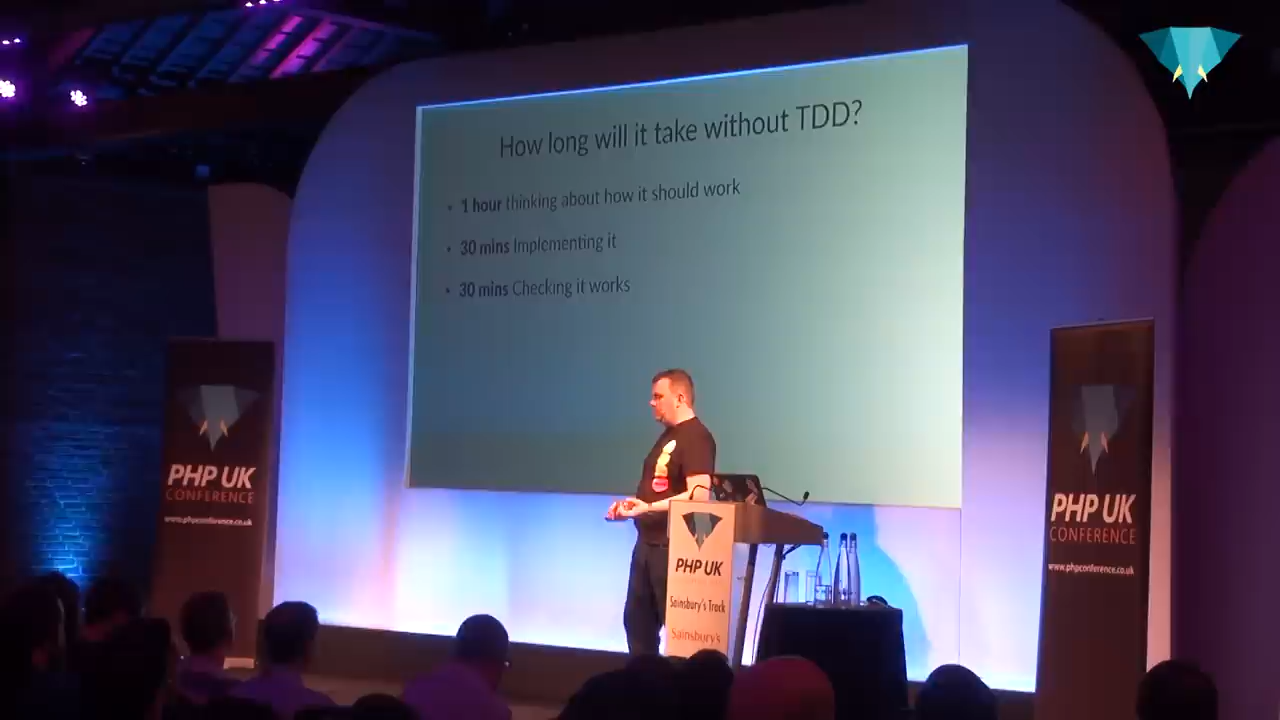 How long will it take without TDD?
• 1 hour thinking about how it should work
• 30 mins Implementing it
• 30 mins Checking it works
PHP UK
CONFERENCE
www.phpconference.co.uk
PHP UK
Sainsbury's Track
Sainsbury's
PHP UK
CONFERENCE
www.phpconference.co.uk